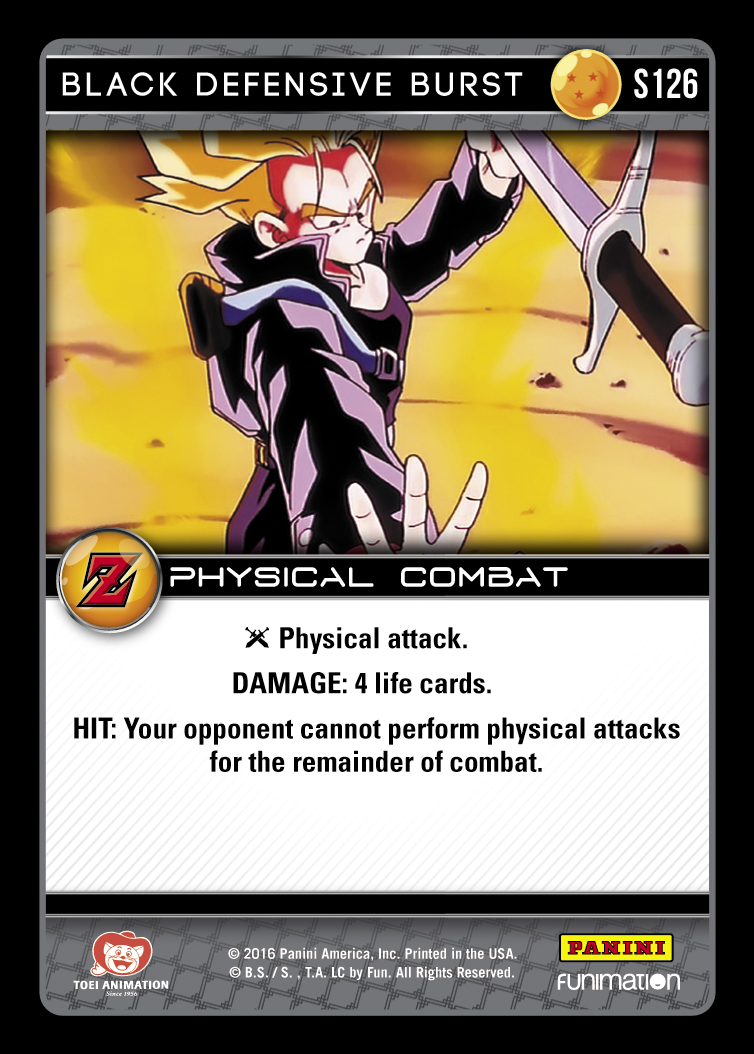 BLACK DEFENSIVE BURST S126
Z PHYSICAL COMBAT
Physical attack.
DAMAGE: 4 life cards.
HIT: Your opponent cannot perform physical attacks
for the remainder of combat.
TOEI ANIMATION
Since 1956
© 2016 Panini America, Inc. Printed in the USA.
© B.S. / S. , T.A. LC by Fun. All Rights Reserved.
PANINI
FUNIMATION